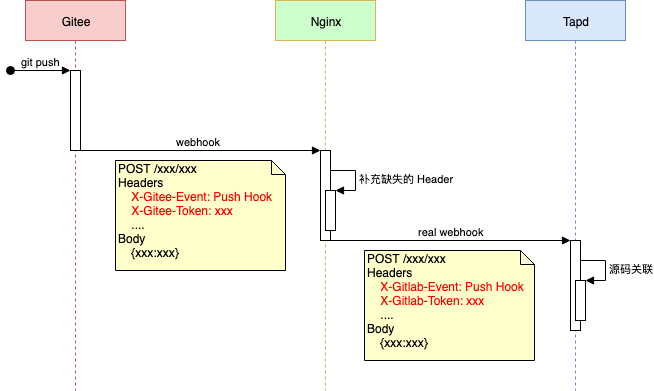 Gitee
Nginx
Tapd
git push
webhook
POST /xxx/xxx
Headers
X-Gitee-Event: Push Hook
X-Gitee-Token: xxx
....
Body
{xxx:xxx}
补充缺失的 Header
real webhook
POST /xxx/xxx
Headers
X-Gitlab-Event: Push Hook
X-Gitlab-Token: xxx
....
Body
{xxx:xxx}
源码关联